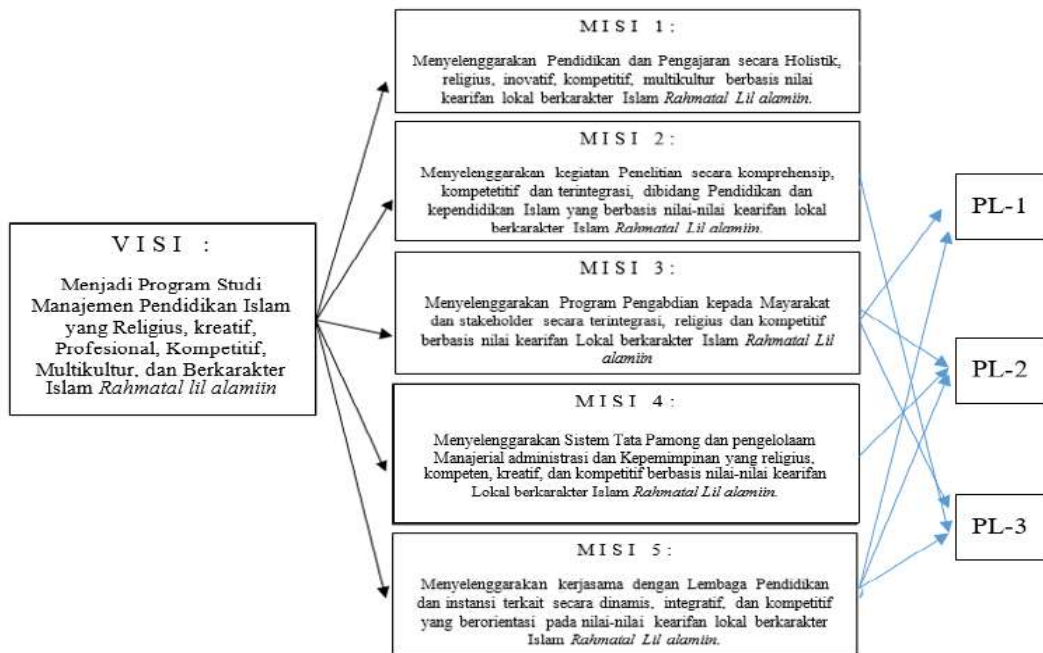 VISI :
Menjadi Program Studi
Manajemen Pendidikan Islam
yang Religius, kreatif,
Profesional, Kompetitif,
Multikultur, dan Berkarakter
Islam Rahmatal lil alamiin
MISI 1:
Menyelenggarakan Pendidikan dan Pengajaran secara Holistik,
religius, inovatif, kompetitif, multikultur berbasis nilai
kearifan lokal berkarakter Islam Rahmatal Lil alamiin.
MISI 2:
Menyelenggarakan kegiatan Penelitian secara komprehensip,
kompetetitif dan terintegrasi, dibidang Pendidikan dan
kependidikan Islam yang berbasis nilai-nilai kearifan lokal
berkarakter Islam Rahmatal Lil alamiin.
MISI 3:
Menyelenggarakan Program Pengabdian kepada Mayarakat
dan stakeholder secara terintegrasi, religius dan kompetitif
berbasis nilai kearifan Lokal berkarakter Islam Rahmatal Lil
alamiin
MISI 4:
Menyelenggarakan Sistem Tata Pamong dan pengelolaam
Manajerial administrasi dan Kepemimpinan yang religius,
kompeten, kreatif, dan kompetitif berbasis nilai-nilai kearifan
Lokal berkarakter Islam Rahmatal Lil alamiin.
MISI 5:
Menyelenggarakan kerjasama dengan Lembaga Pendidikan
dan instansi terkait secara dinamis, integratif, dan kompetitif
yang berorientasi pada nilai-nilai kearifan lokal berkarakter
Islam Rahmatal Lil alamiin.
PL-1
PL-2
PL-3